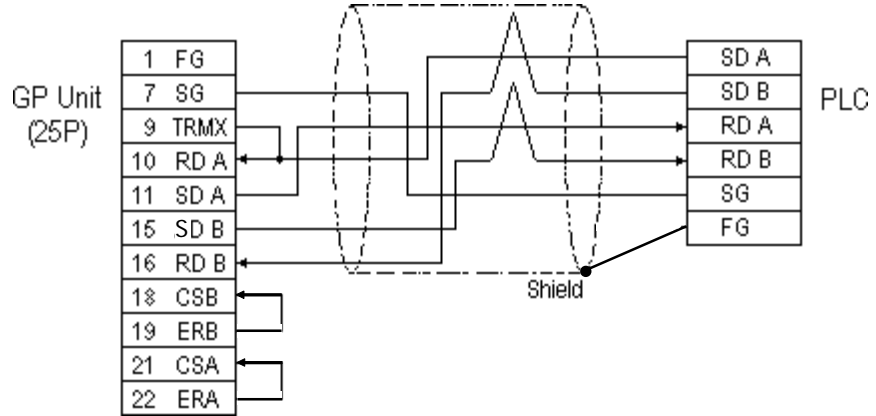 GP Unit
(25P)
1 FG
7 SG
9 TRMX
10 RD A
11 SD A
15 SD B
16 RD B
18 CSB
19 ERB
21 CSA
22 ERA
Shield
SD A
SD B
RD A
RD B
SG
FG
PLC